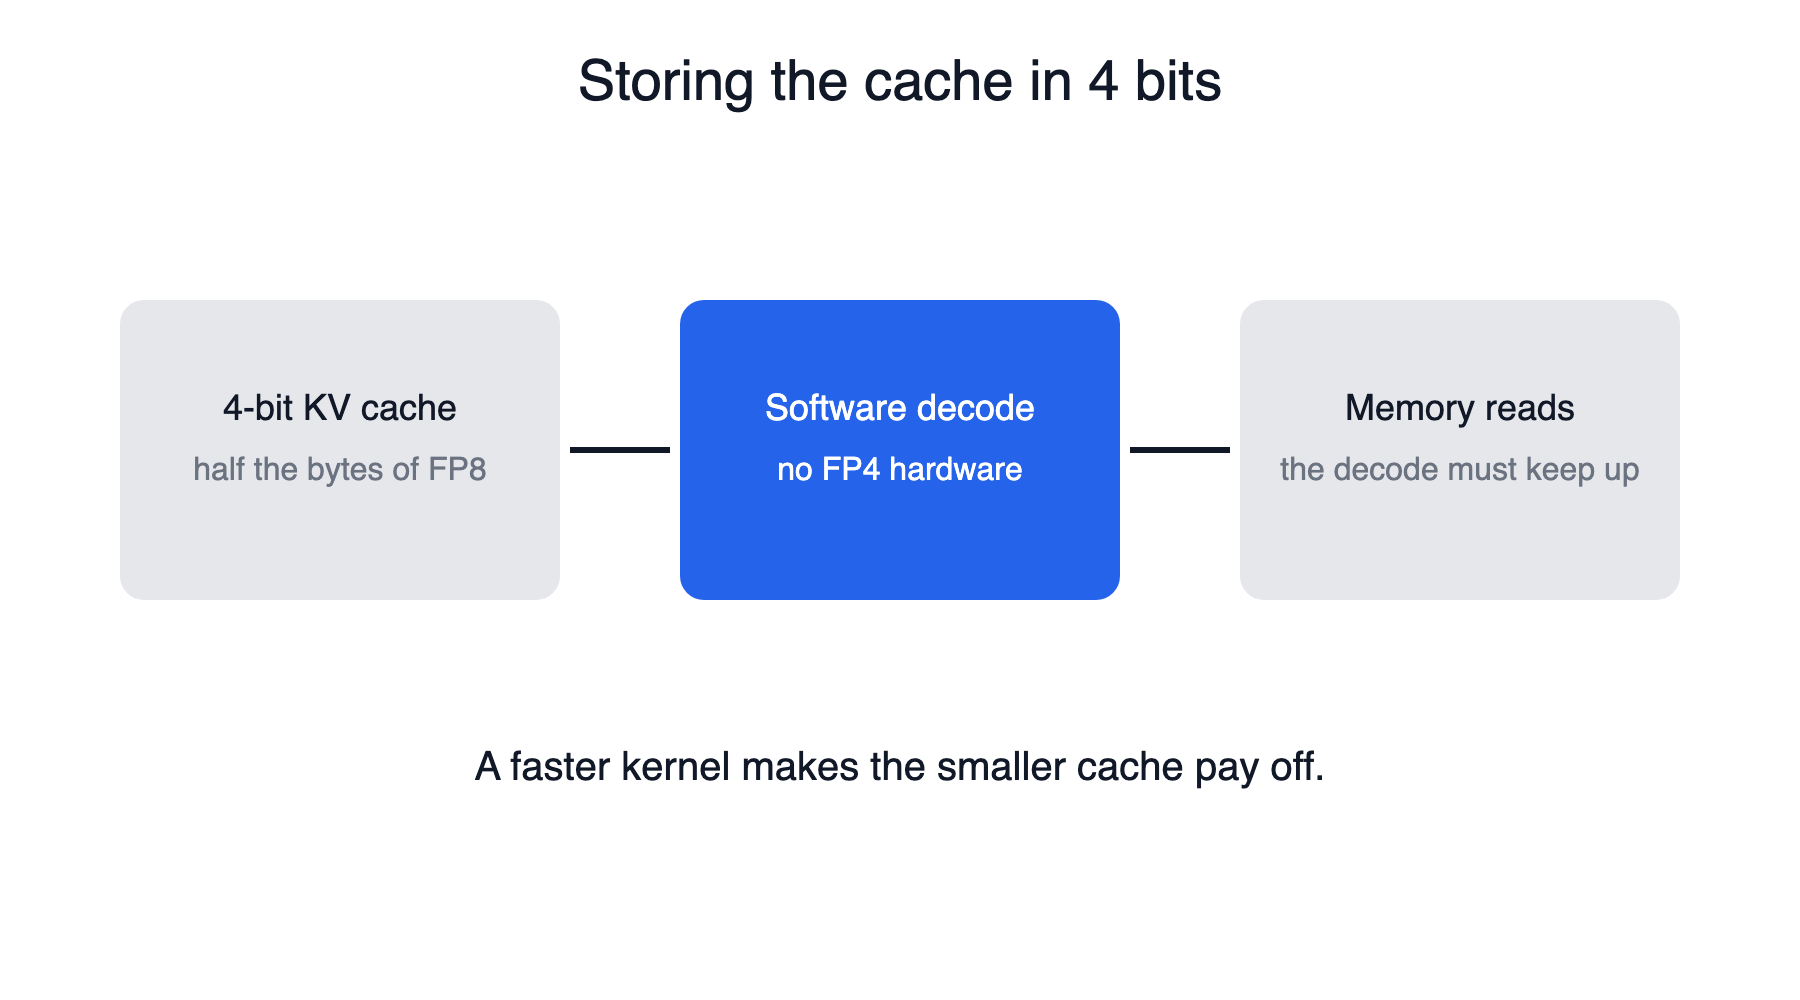 Storing the cache in 4 bits
4-bit KV cache
half the bytes of FP8
Software decode
no FP4 hardware
Memory reads
the decode must keep up
A faster kernel makes the smaller cache pay off.